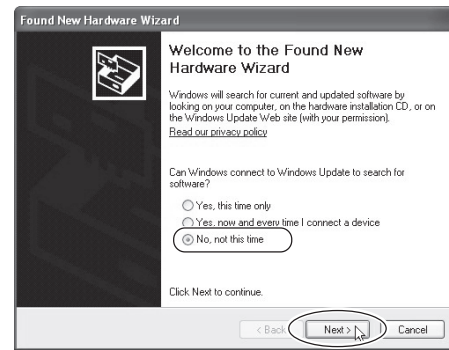 Found New Hardware Wizard
Welcome to the Found New
Hardware Wizard
Windows will search for current and updated software by
looking on your computer, on the hardware installation CD, or on
the Windows Update Web site (with your permission).
Read our privacy policy
Can Windows connect to Windows Update to search for
software?
Yes, this time only
Yes, now and every time I connect a device
No, not this time
Click Next to continue.
< Back
Next >
Cancel